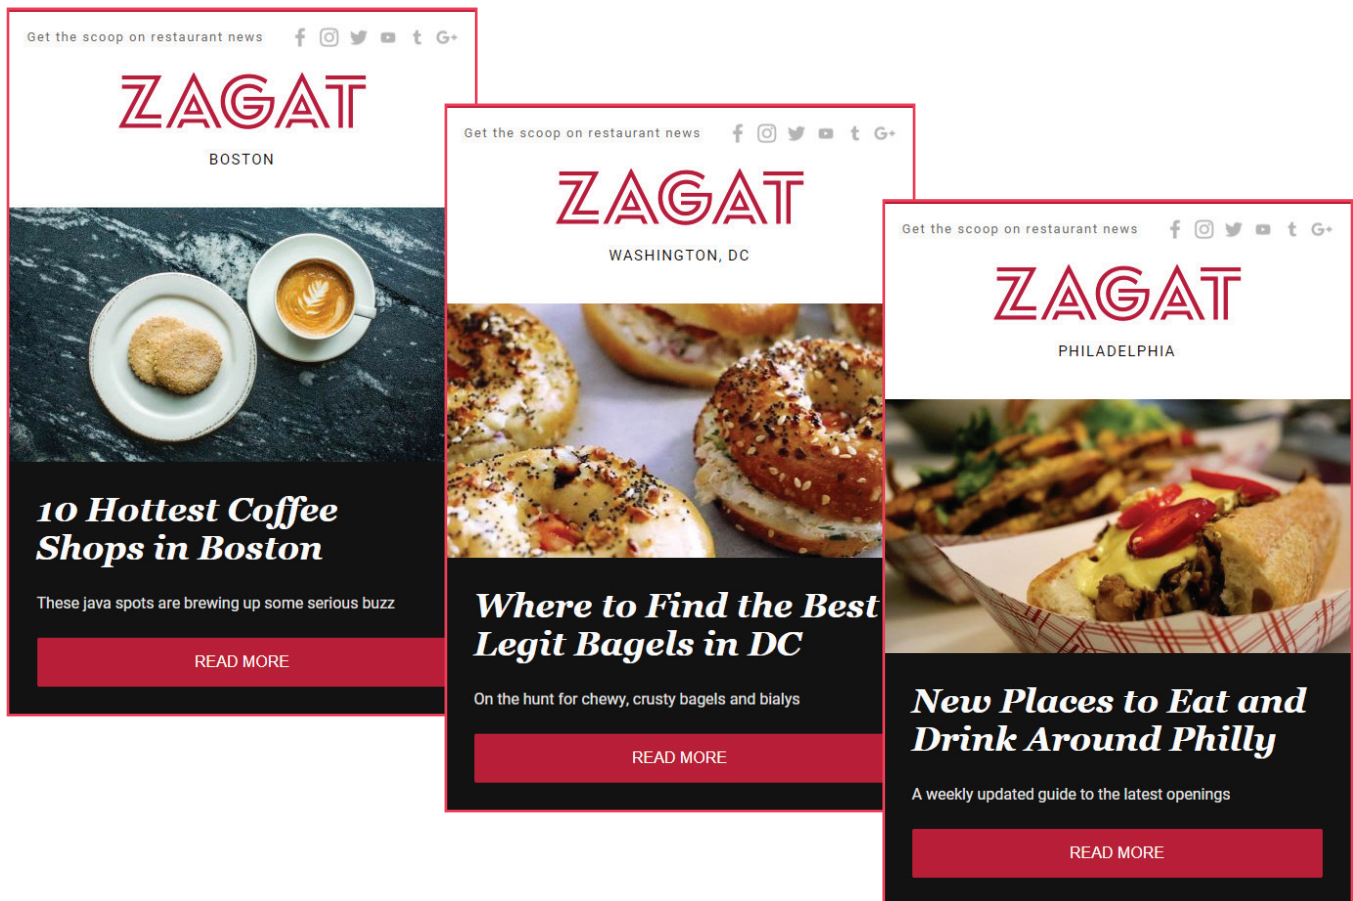 Get the scoop on restaurant news
ZAGAT
BOSTON
10 Hottest Coffee
Shops in Boston
These java spots are brewing up some serious buzz
READ MORE
Get the scoop on restaurant news
ZAGAT
WASHINGTON, DC
Where to Find the Best
Legit Bagels in DC
On the hunt for chewy, crusty bagels and bialys
READ MORE
Get the scoop on restaurant news
ZAGAT
PHILADELPHIA
New Places to Eat and
Drink Around Philly
A weekly updated guide to the latest openings
READ MORE